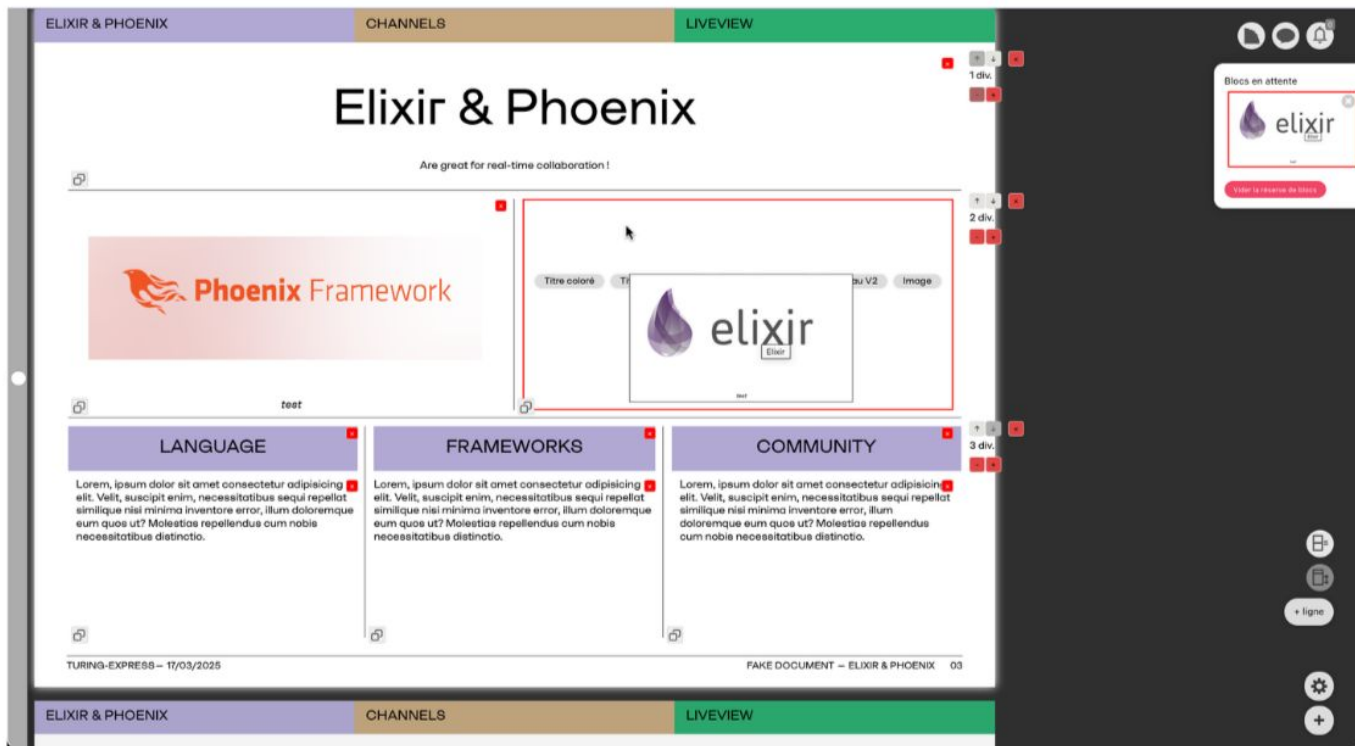 ELIXIR & PHOENIX
CHANNELS
LIVEVIEW
1 div.
Elixir & Phoenix
Are great for real-time collaboration !
Blocs en attente
elixir
Elixir
test
Vider la réserve de blocs
2 div.
Phoenix Framework
test
Titre coloré
au V2
Image
elixir
Elixir
test
3 div.
LANGUAGE
Lorem, ipsum dolor sit amet consectetur adipisicing
elit. Velit, suscipit enim, necessitatibus sequi repellat
similique nisi minima inventore error, illum doloremque
eum quos ut? Molestias repellendus cum nobis
necessitatibus distinctio.
FRAMEWORKS
Lorem, ipsum dolor sit amet consectetur adipisicing
elit. Velit, suscipit enim, necessitatibus sequi repellat
similique nisi minima inventore error, illum doloremque
eum quos ut? Molestias repellendus cum nobis
necessitatibus distinctio.
COMMUNITY
Lorem, ipsum dolor sit amet consectetur adipisicing
elit. Velit, suscipit enim, necessitatibus sequi repellat
similique nisi minima inventore error, illum
doloremque eum quos ut? Molestias repellendus
cum nobis necessitatibus distinctio.
+ ligne
TURING-EXPRESS — 17/03/2025
FAKE DOCUMENT — ELIXIR & PHOENIX 03
ELIXIR & PHOENIX
CHANNELS
LIVEVIEW